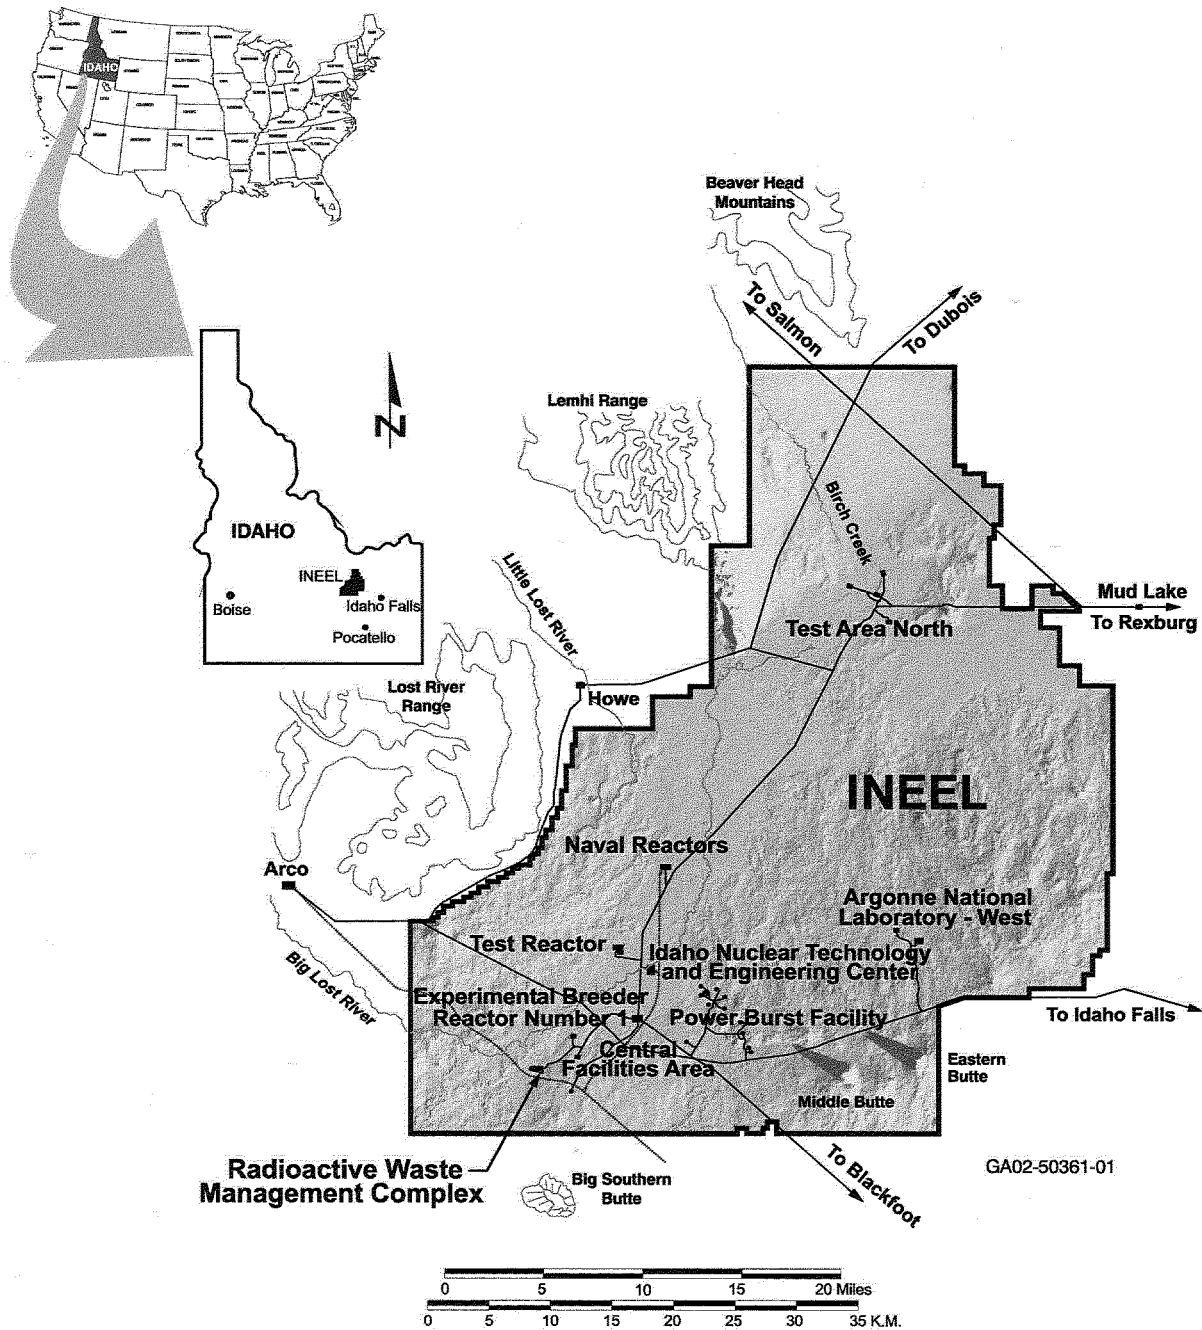 IDAHO
Beaver Head
Mountains
To Salmon
To Dubois
Lemhi Range
N
Birch Creek
IDAHO
INEEL
Boise
Idaho Falls
Pocatello
Little Lost River
Mud Lake
To Rexburg
Test Area North
Lost River
Range
Howe
INEEL
Naval Reactors
Arco
Argonne National
Laboratory - West
Test Reactor
Idaho Nuclear Technology
and Engineering Center
Big Lost River
Experimental Breeder
Reactor Number 1
Power Burst Facility
To Idaho Falls
Central
Facilities Area
Eastern
Butte
Middle Butte
Radioactive Waste
Management Complex
Big Southern
Butte
To Blackfoot
GA02-50361-01
0 5 10 15 20 Miles
0 5 10 15 20 25 30 35 K.M.